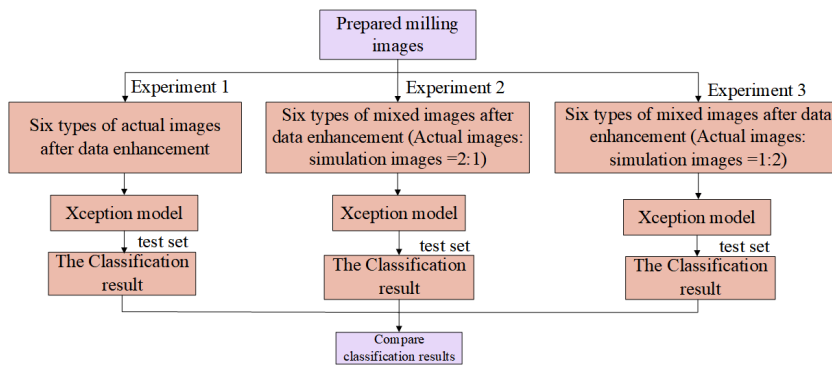 Prepared milling
images
Experiment 1
Experiment 2
Experiment 3
Six types of actual images
after data enhancement
Six types of mixed images after
data enhancement (Actual images:
simulation images =2:1)
Six types of mixed images after data
enhancement (Actual images:
simulation images =1:2)
Xception model
Xception model
Xception model
test set
test set
test set
The Classification
result
The Classification
result
The Classification
result
Compare
classification results